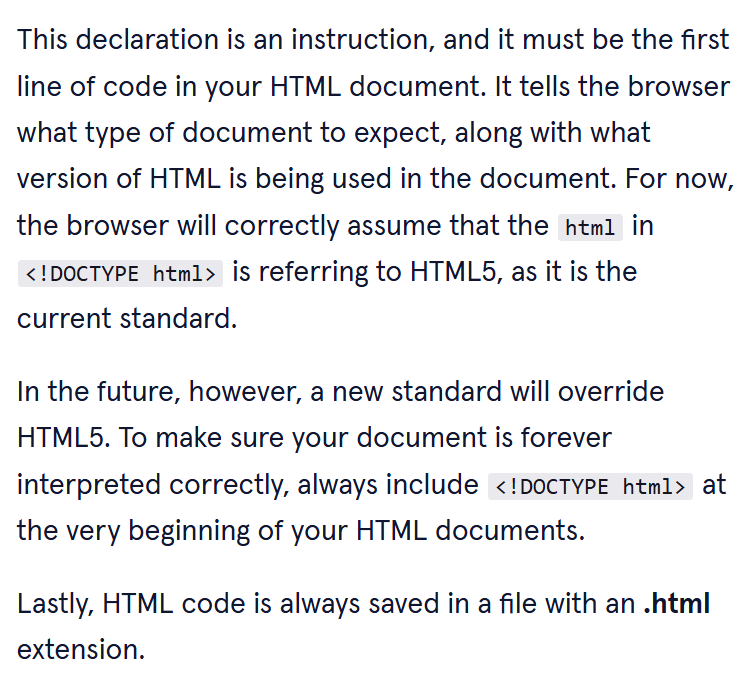 This declaration is an instruction, and it must be the first
line of code in your HTML document. It tells the browser
what type of document to expect, along with what
version of HTML is being used in the document. For now,
the browser will correctly assume that the html in
<!DOCTYPE html> is referring to HTML5, as it is the
current standard.
In the future, however, a new standard will override
HTML5. To make sure your document is forever
interpreted correctly, always include <!DOCTYPE html> at
the very beginning of your HTML documents.
Lastly, HTML code is always saved in a file with an .html
extension.